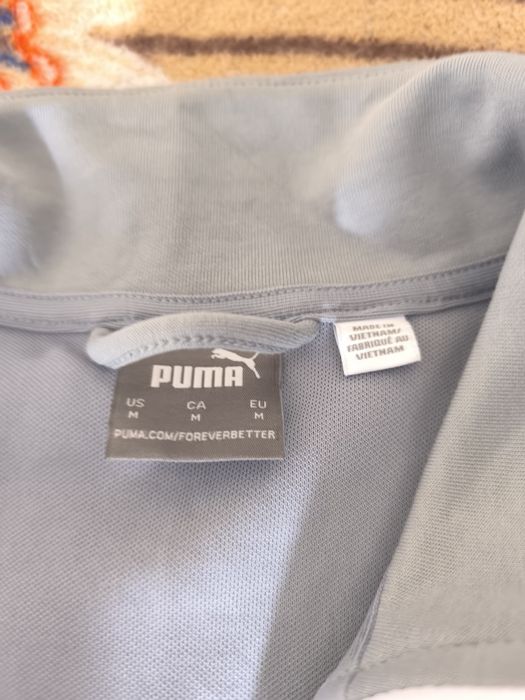 PUMA
US CA EU
M M M
PUMA.COM/FOREVERBETTER
MADE IN
VIETNAM/
FABRIQUÉ AU
VIETNAM